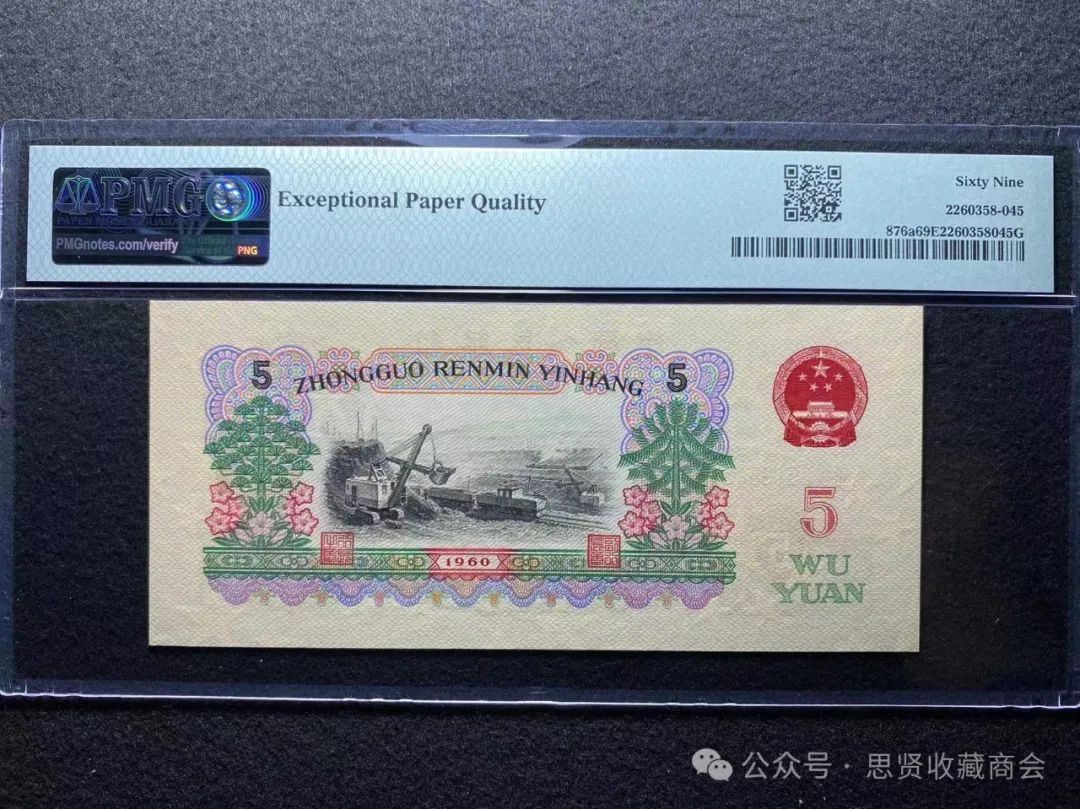 PMG
PMGnotes.com/verify
PNG
Exceptional Paper Quality
Sixty Nine
2260358-045
876a69E2260358045G
5
ZHONGGUO RENMIN YINHANG
5
1960
5
WU
YUAN
公众号 · 思贤收藏商会